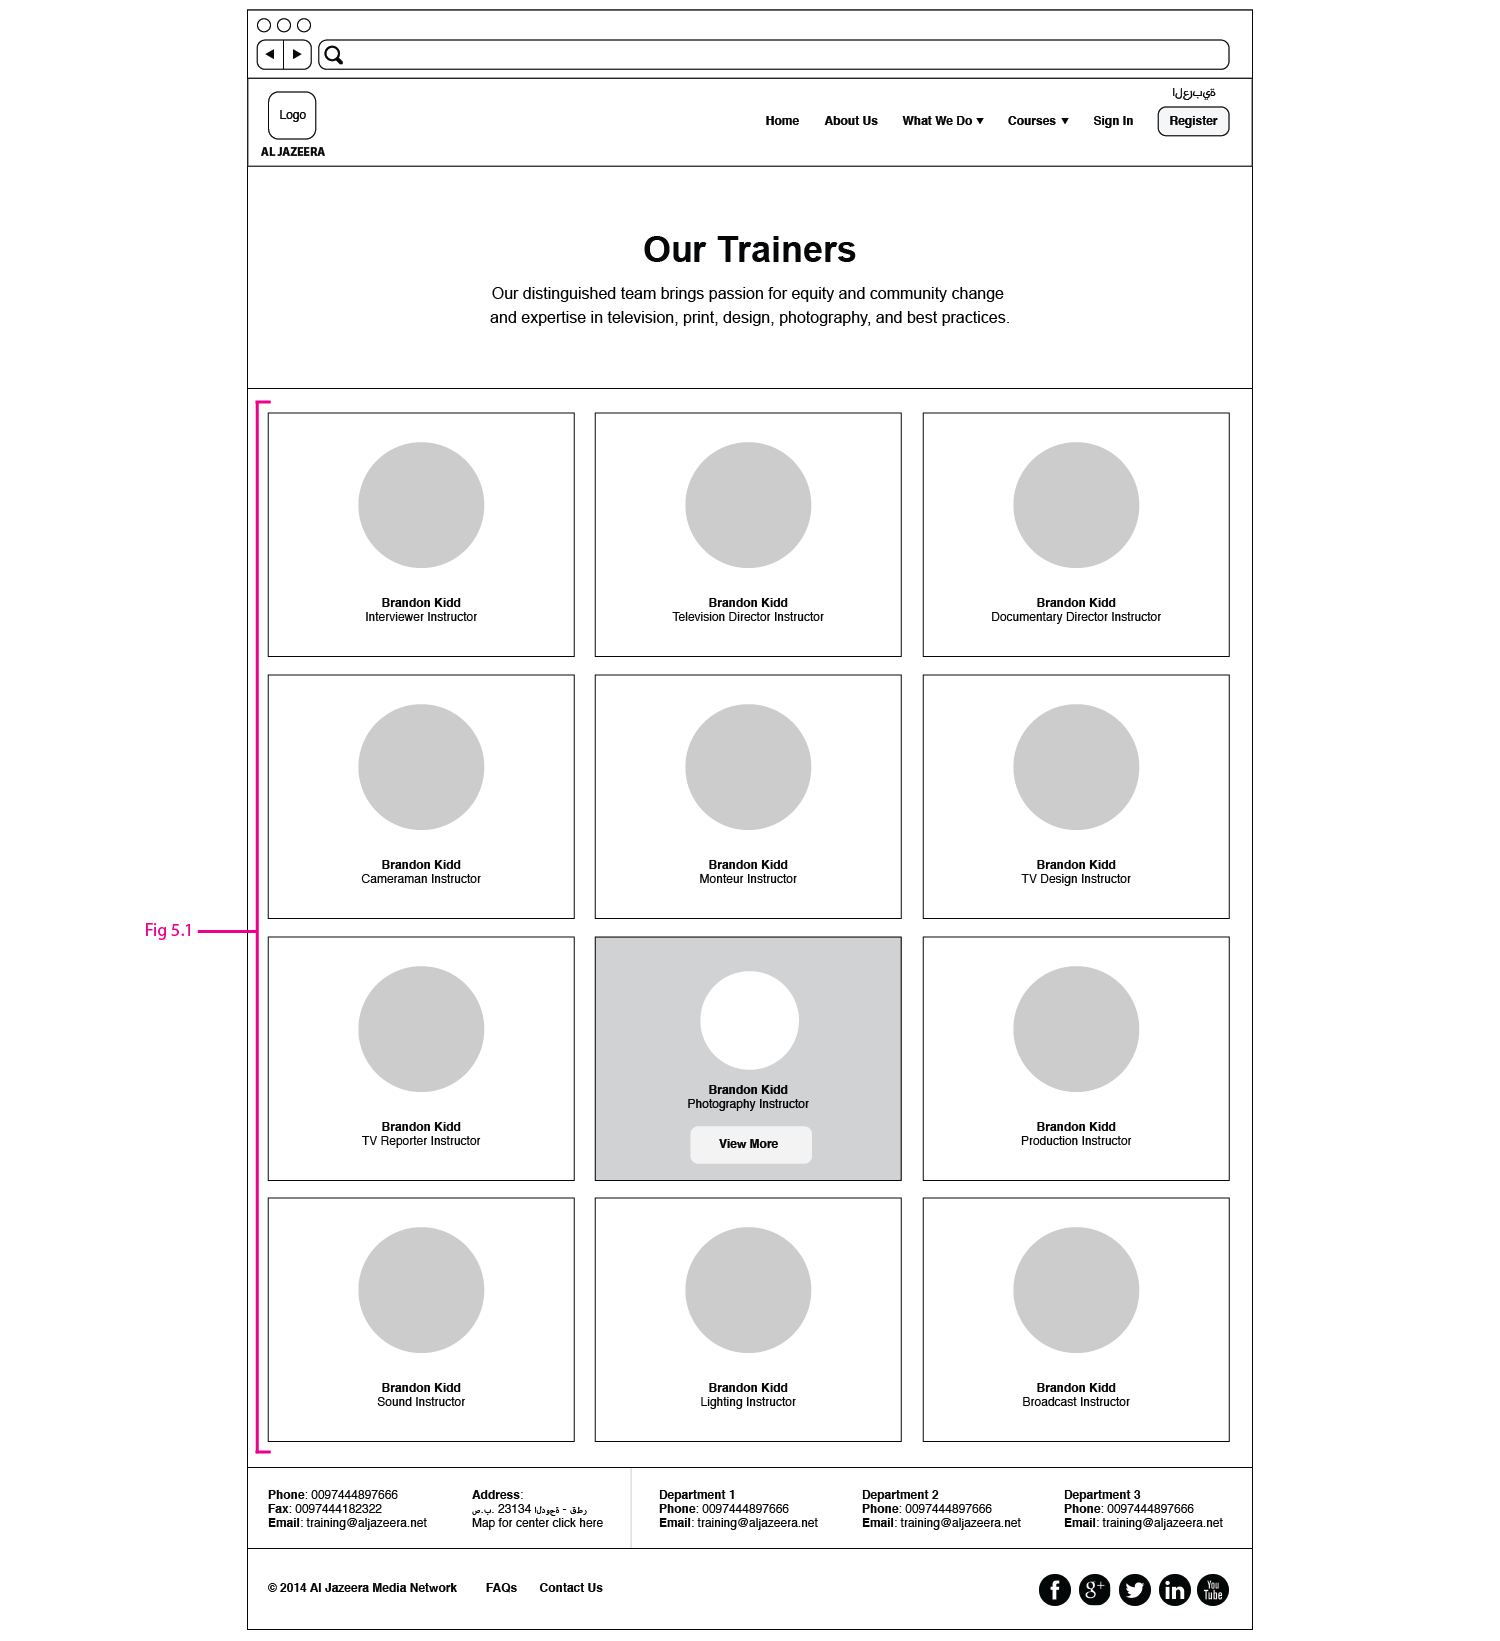 العربية
Logo
AL JAZEERA
Home About Us What We Do Courses Sign In Register
Our Trainers
Our distinguished team brings passion for equity and community change
and expertise in television, print, design, photography, and best practices.
Brandon Kidd
Interviewer Instructor
Brandon Kidd
Television Director Instructor
Brandon Kidd
Documentary Director Instructor
Brandon Kidd
Cameraman Instructor
Brandon Kidd
Monteur Instructor
Brandon Kidd
TV Design Instructor
Fig 5.1
Brandon Kidd
TV Reporter Instructor
Brandon Kidd
Photography Instructor
View More
Brandon Kidd
Production Instructor
Brandon Kidd
Sound Instructor
Brandon Kidd
Lighting Instructor
Brandon Kidd
Broadcast Instructor
Phone: 0097444897666
Fax: 0097444182322
Email: training@aljazeera.net
Address:
ص.ب. 23134 الدوحة - قطر
Map for center click here
Department 1
Phone: 0097444897666
Email: training@aljazeera.net
Department 2
Phone: 0097444897666
Email: training@aljazeera.net
Department 3
Phone: 0097444897666
Email: training@aljazeera.net
© 2014 Al Jazeera Media Network FAQs Contact Us
f g+ in You
Tube